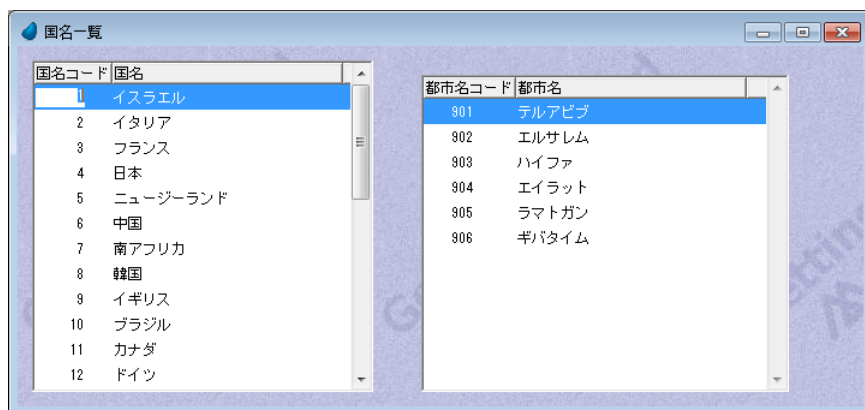 国名一覧
国名コード 国名
1 イスラエル
2 イタリア
3 フランス
4 日本
5 ニュージーランド
6 中国
7 南アフリカ
8 韓国
9 イギリス
10 ブラジル
11 カナダ
12 ドイツ
都市名コード 都市名
901 テルアビブ
902 エルサレム
903 ハイファ
904 エイラット
905 ラマトガン
906 ギバタイム